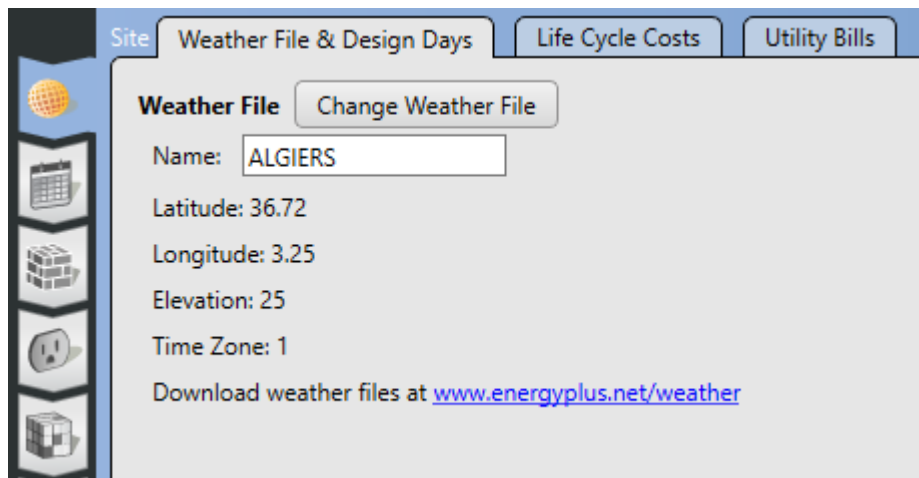 Site Weather File & Design Days Life Cycle Costs Utility Bills
Weather File Change Weather File
Name: ALGIERS
Latitude: 36.72
Longitude: 3.25
Elevation: 25
Time Zone: 1
Download weather files at www.energyplus.net/weather